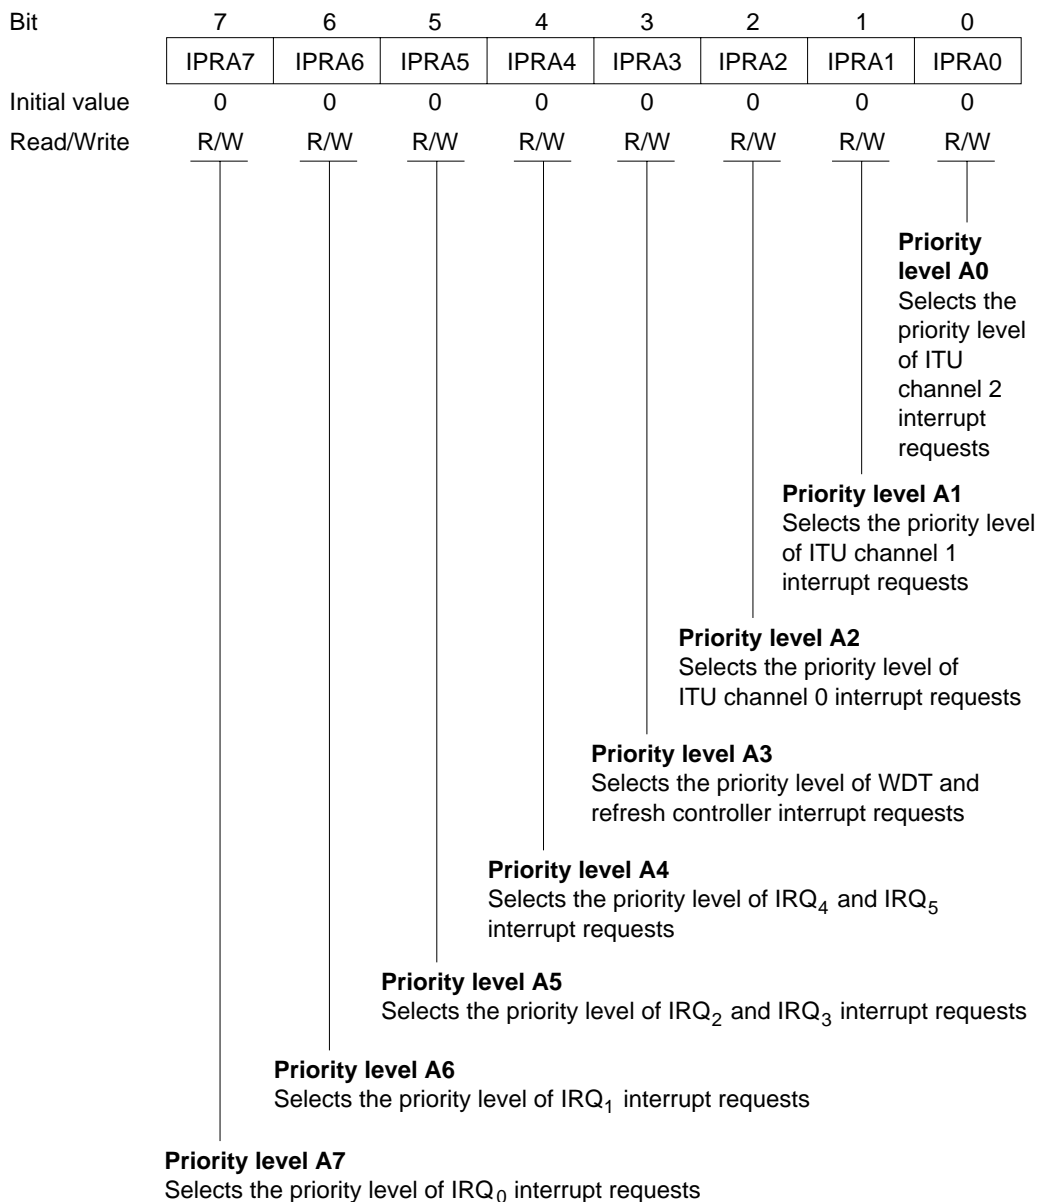 Bit 7 6 5 4 3 2 1 0
IPRA7 IPRA6 IPRA5 IPRA4 IPRA3 IPRA2 IPRA1 IPRA0
Initial value 0 0 0 0 0 0 0 0
Read/Write R/W R/W R/W R/W R/W R/W R/W R/W
Priority
level A0
Selects the
priority level
of ITU
channel 2
interrupt
requests
Priority level A1
Selects the priority level
of ITU channel 1
interrupt requests
Priority level A2
Selects the priority level of
ITU channel 0 interrupt requests
Priority level A3
Selects the priority level of WDT and
refresh controller interrupt requests
Priority level A4
Selects the priority level of IRQ4 and IRQ5
interrupt requests
Priority level A5
Selects the priority level of IRQ2 and IRQ3 interrupt requests
Priority level A6
Selects the priority level of IRQ1 interrupt requests
Priority level A7
Selects the priority level of IRQ0 interrupt requests